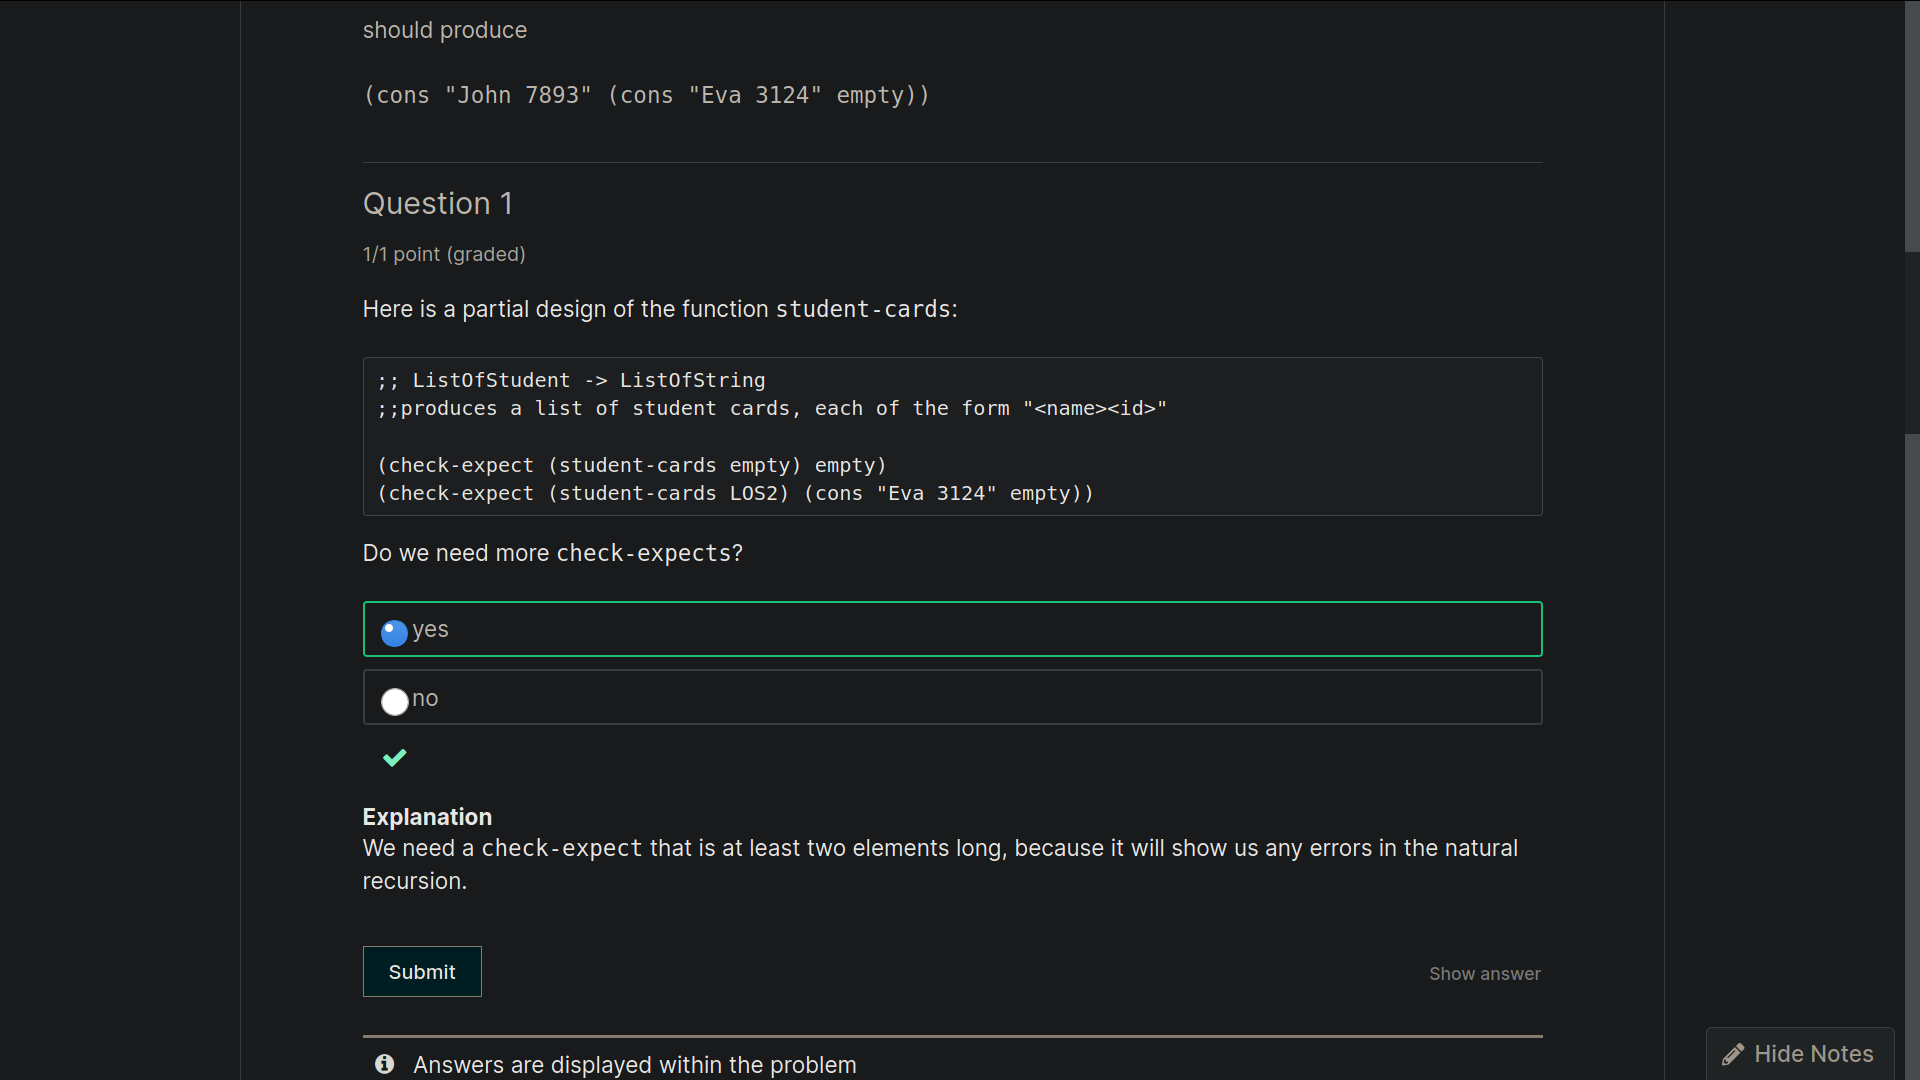 should produce
(cons "John 7893" (cons "Eva 3124" empty))
Question 1
1/1 point (graded)
Here is a partial design of the function student-cards:
;; ListOfStudent -> ListOfString
;;produces a list of student cards, each of the form "<name><id>"
(check-expect (student-cards empty) empty)
(check-expect (student-cards LOS2) (cons "Eva 3124" empty))
Do we need more check-expects?
yes
no
Explanation
We need a check-expect that is at least two elements long, because it will show us any errors in the natural
recursion.
Submit
Show answer
Answers are displayed within the problem
Hide Notes